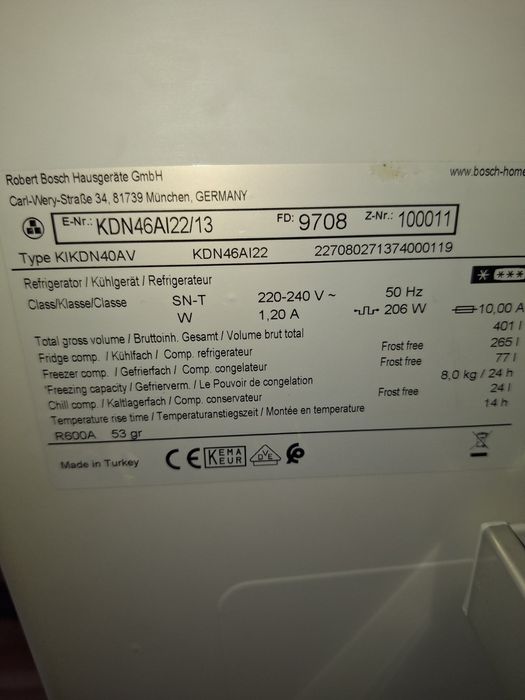 Robert Bosch Hausgeräte GmbH
www.bosch-home
Carl-Wery-Straße 34, 81739 München, GERMANY
E-Nr.: KDN46AI22/13 FD: 9708 Z-Nr.: 100011
Type KIKDN40AV KDN46AI22 227080271374000119
Refrigerator / Kühlgerät / Refrigerateur
Class/Klasse/Classe SN-T 220-240 V ~ 50 Hz
W 1,20 A 206 W 10,00 A
Total gross volume / Bruttoinh. Gesamt / Volume brut total 401 l
Fridge comp. / Kühlfach / Comp. refrigerateur Frost free 265 l
Freezer comp. / Gefrierfach / Comp. congelateur Frost free 77 l
*Freezing capacity / Gefrierverm. / Le Pouvoir de congelation 8,0 kg / 24 h
Chill comp. / Kaltlagerfach / Comp. conservateur Frost free 24 l
Temperature rise time / Temperaturanstiegszeit / Montée en temperature 14 h
R600A 53 gr
Made in Turkey CE KEMA EUR DVE